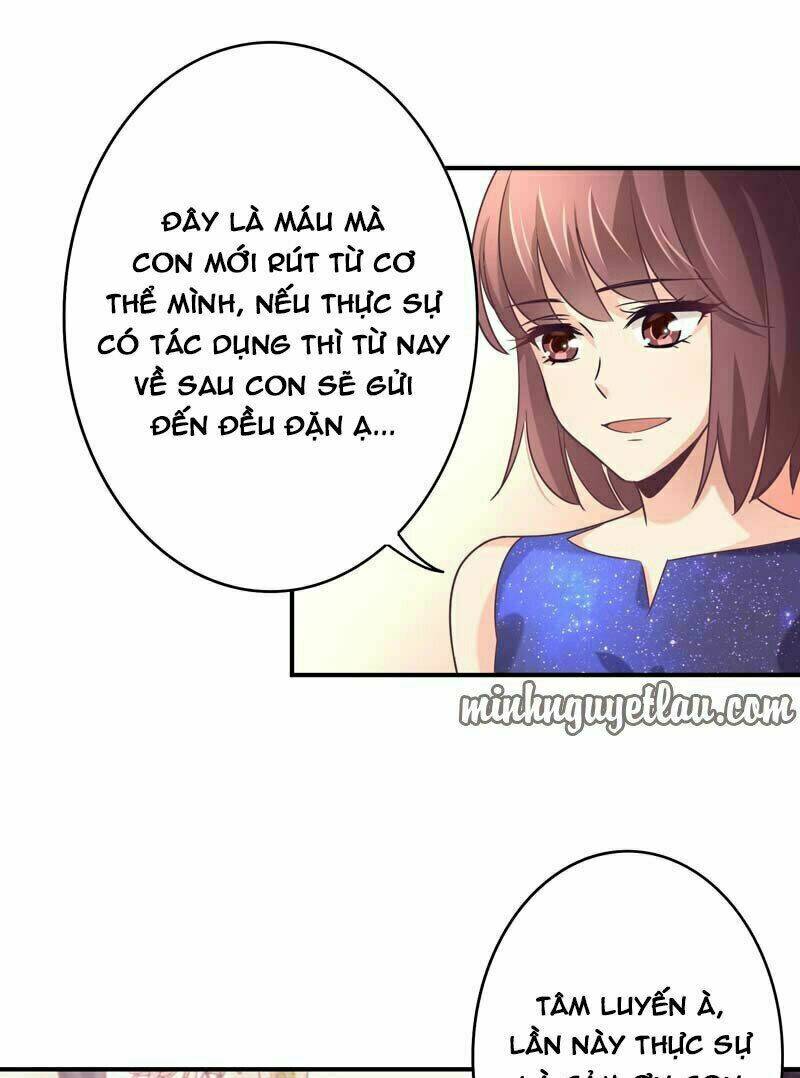 ĐÂY LÀ MÁU MÀ
CON MỚI RÚT TỪ CƠ
THỂ MÌNH, NẾU THỰC SỰ
CÓ TÁC DỤNG THÌ TỪ NAY
VỀ SAU CON SẼ GỬI
ĐẾN ĐỀU ĐẶN Ạ...
minhnguyetlau.com
TÂM LUYẾN À,
LẦN NÀY THỰC SỰ